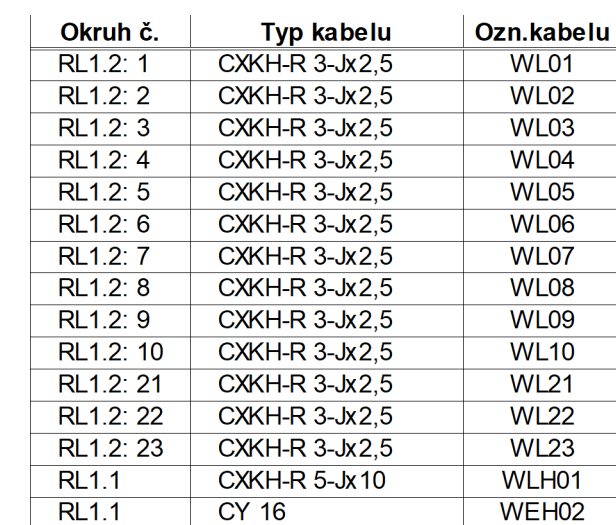 Okruh č. Typ kabelu Ozn.kabelu
RL1.2: 1 CXKH-R 3-Jx2,5 WL01
RL1.2: 2 CXKH-R 3-Jx2,5 WL02
RL1.2: 3 CXKH-R 3-Jx2,5 WL03
RL1.2: 4 CXKH-R 3-Jx2,5 WL04
RL1.2: 5 CXKH-R 3-Jx2,5 WL05
RL1.2: 6 CXKH-R 3-Jx2,5 WL06
RL1.2: 7 CXKH-R 3-Jx2,5 WL07
RL1.2: 8 CXKH-R 3-Jx2,5 WL08
RL1.2: 9 CXKH-R 3-Jx2,5 WL09
RL1.2: 10 CXKH-R 3-Jx2,5 WL10
RL1.2: 21 CXKH-R 3-Jx2,5 WL21
RL1.2: 22 CXKH-R 3-Jx2,5 WL22
RL1.2: 23 CXKH-R 3-Jx2,5 WL23
RL1.1 CXKH-R 5-Jx10 WLH01
RL1.1 CY 16 WEH02